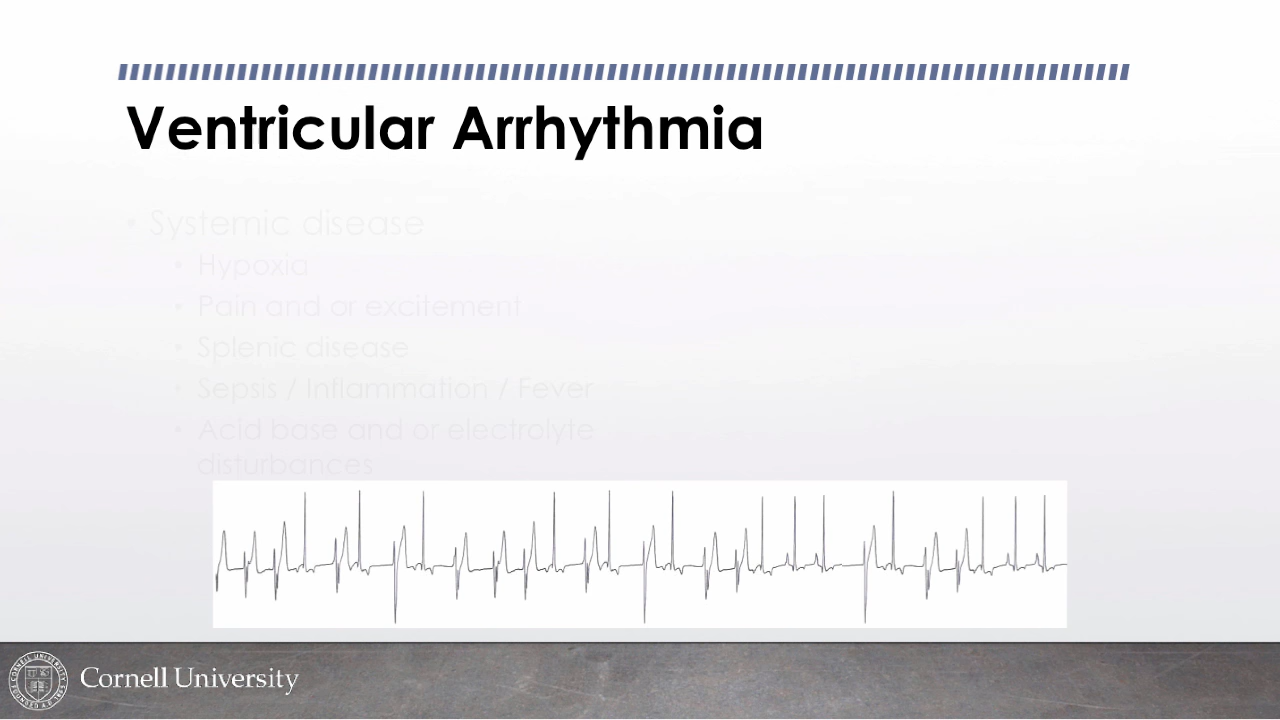 Ventricular Arrhythmia
• Systemic disease
• Hypoxia
• Pain and or excitement
• Splenic disease
• Sepsis / Inflammation / Fever
• Acid base and or electrolyte
disturbances
Cornell University